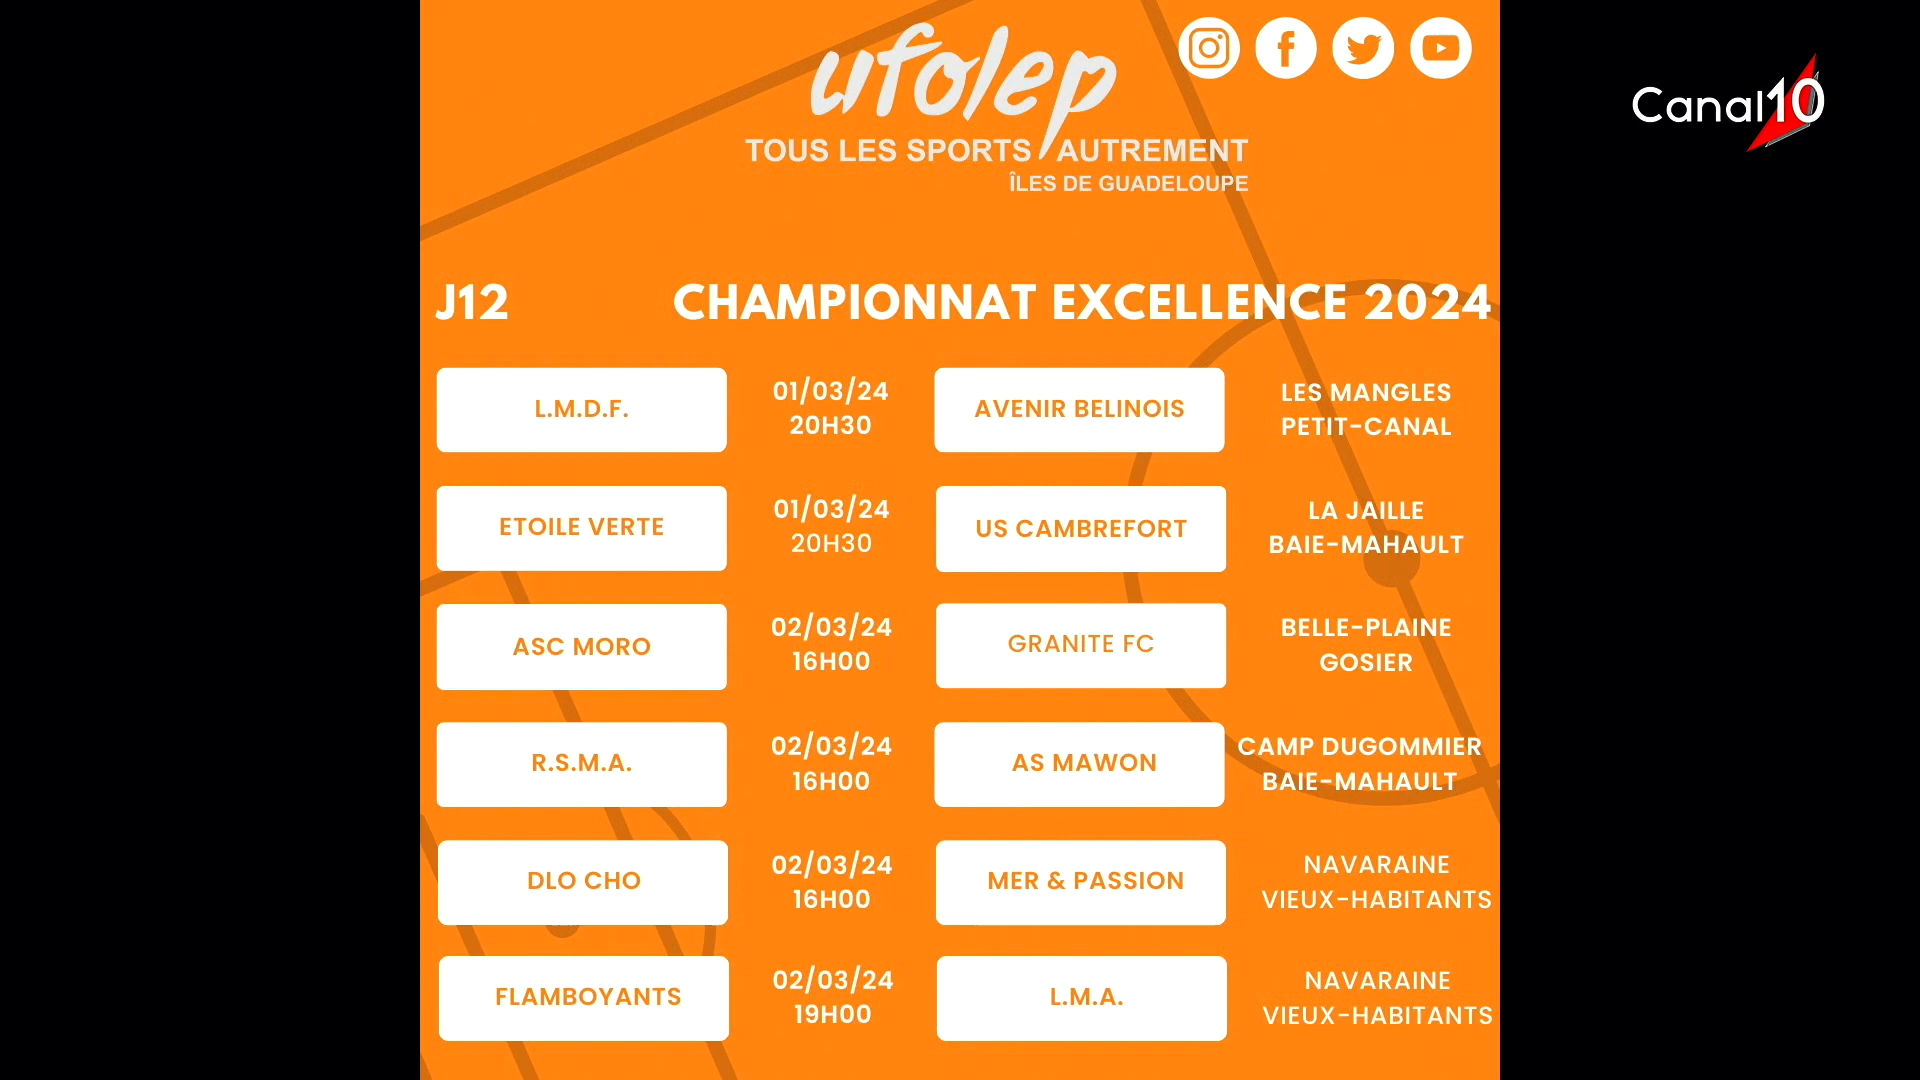 ufolep
TOUS LES SPORTS AUTREMENT
ÎLES DE GUADELOUPE
Canal10
J12 CHAMPIONNAT EXCELLENCE 2024
L.M.D.F.
01/03/24
20H30
AVENIR BELINOIS
LES MANGLES
PETIT-CANAL
ETOILE VERTE
01/03/24
20H30
US CAMBREFORT
LA JAILLE
BAIE-MAHAULT
ASC MORO
02/03/24
16H00
GRANITE FC
BELLE-PLAINE
GOSIER
R.S.M.A.
02/03/24
16H00
AS MAWON
CAMP DUGOMMIER
BAIE-MAHAULT
DLO CHO
02/03/24
16H00
MER & PASSION
NAVARAINE
VIEUX-HABITANTS
FLAMBOYANTS
02/03/24
19H00
L.M.A.
NAVARAINE
VIEUX-HABITANTS